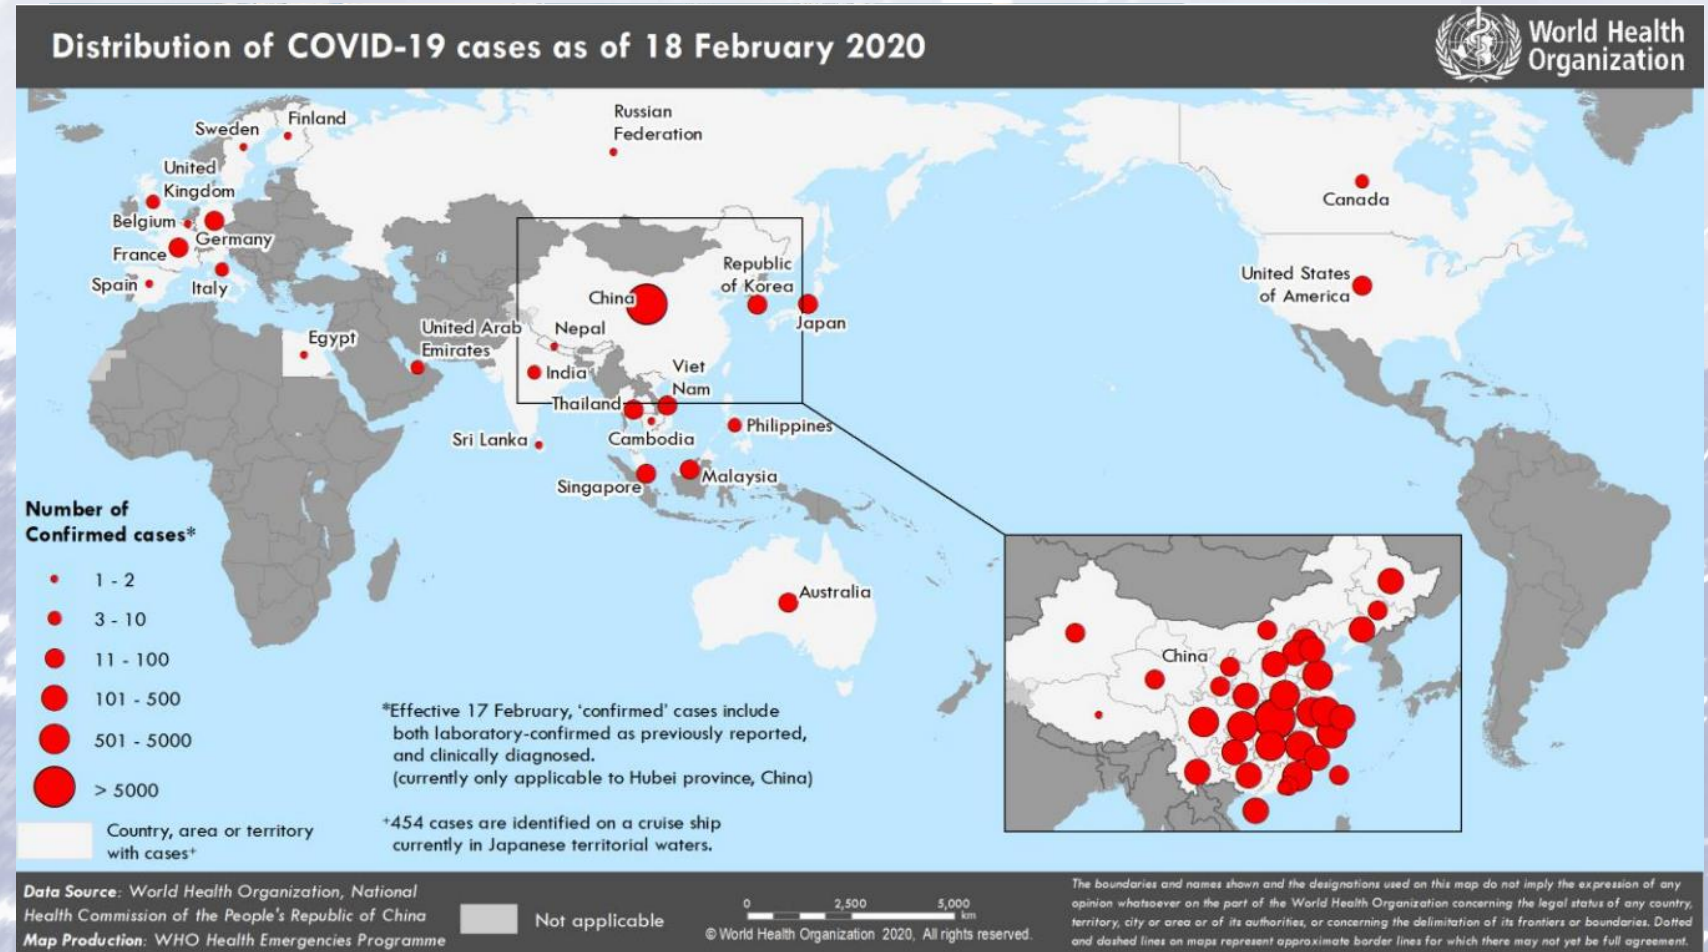 Distribution of COVID-19 cases as of 18 February 2020
World Health
Organization
Finland
Sweden
Russian
Federation
United
Kingdom
Belgium
Germany
France
Spain
Italy
Canada
United States
of America
Republic
of Korea
China
Japan
Egypt
United Arab
Emirates
Nepal
India
Viet
Nam
Thailand
Philippines
Sri Lanka
Cambodia
Malaysia
Singapore
Australia
China
Number of
Confirmed cases*
1 - 2
3 - 10
11 - 100
101 - 500
501 - 5000
> 5000
Country, area or territory
with cases+
*Effective 17 February, 'confirmed' cases include
both laboratory-confirmed as previously reported,
and clinically diagnosed.
(currently only applicable to Hubei province, China)
+454 cases are identified on a cruise ship
currently in Japanese territorial waters.
Data Source: World Health Organization, National
Health Commission of the People's Republic of China
Map Production: WHO Health Emergencies Programme
Not applicable
0 2,500 5,000
km
© World Health Organization 2020, All rights reserved.
The boundaries and names shown and the designations used on this map do not imply the expression of any
opinion whatsoever on the part of the World Health Organization concerning the legal status of any country,
territory, city or area or of its authorities, or concerning the delimitation of its frontiers or boundaries. Dotted
and dashed lines on maps represent approximate border lines for which there may not yet be full agreement